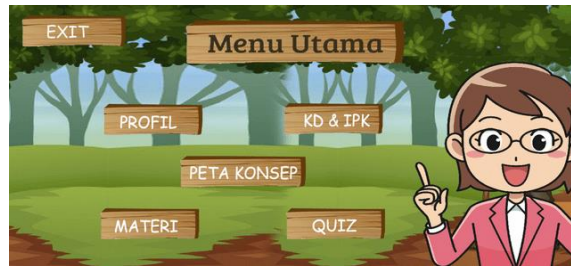 EXIT
Menu Utama
PROFIL
KD & IPK
PETA KONSEP
MATERI
QUIZ